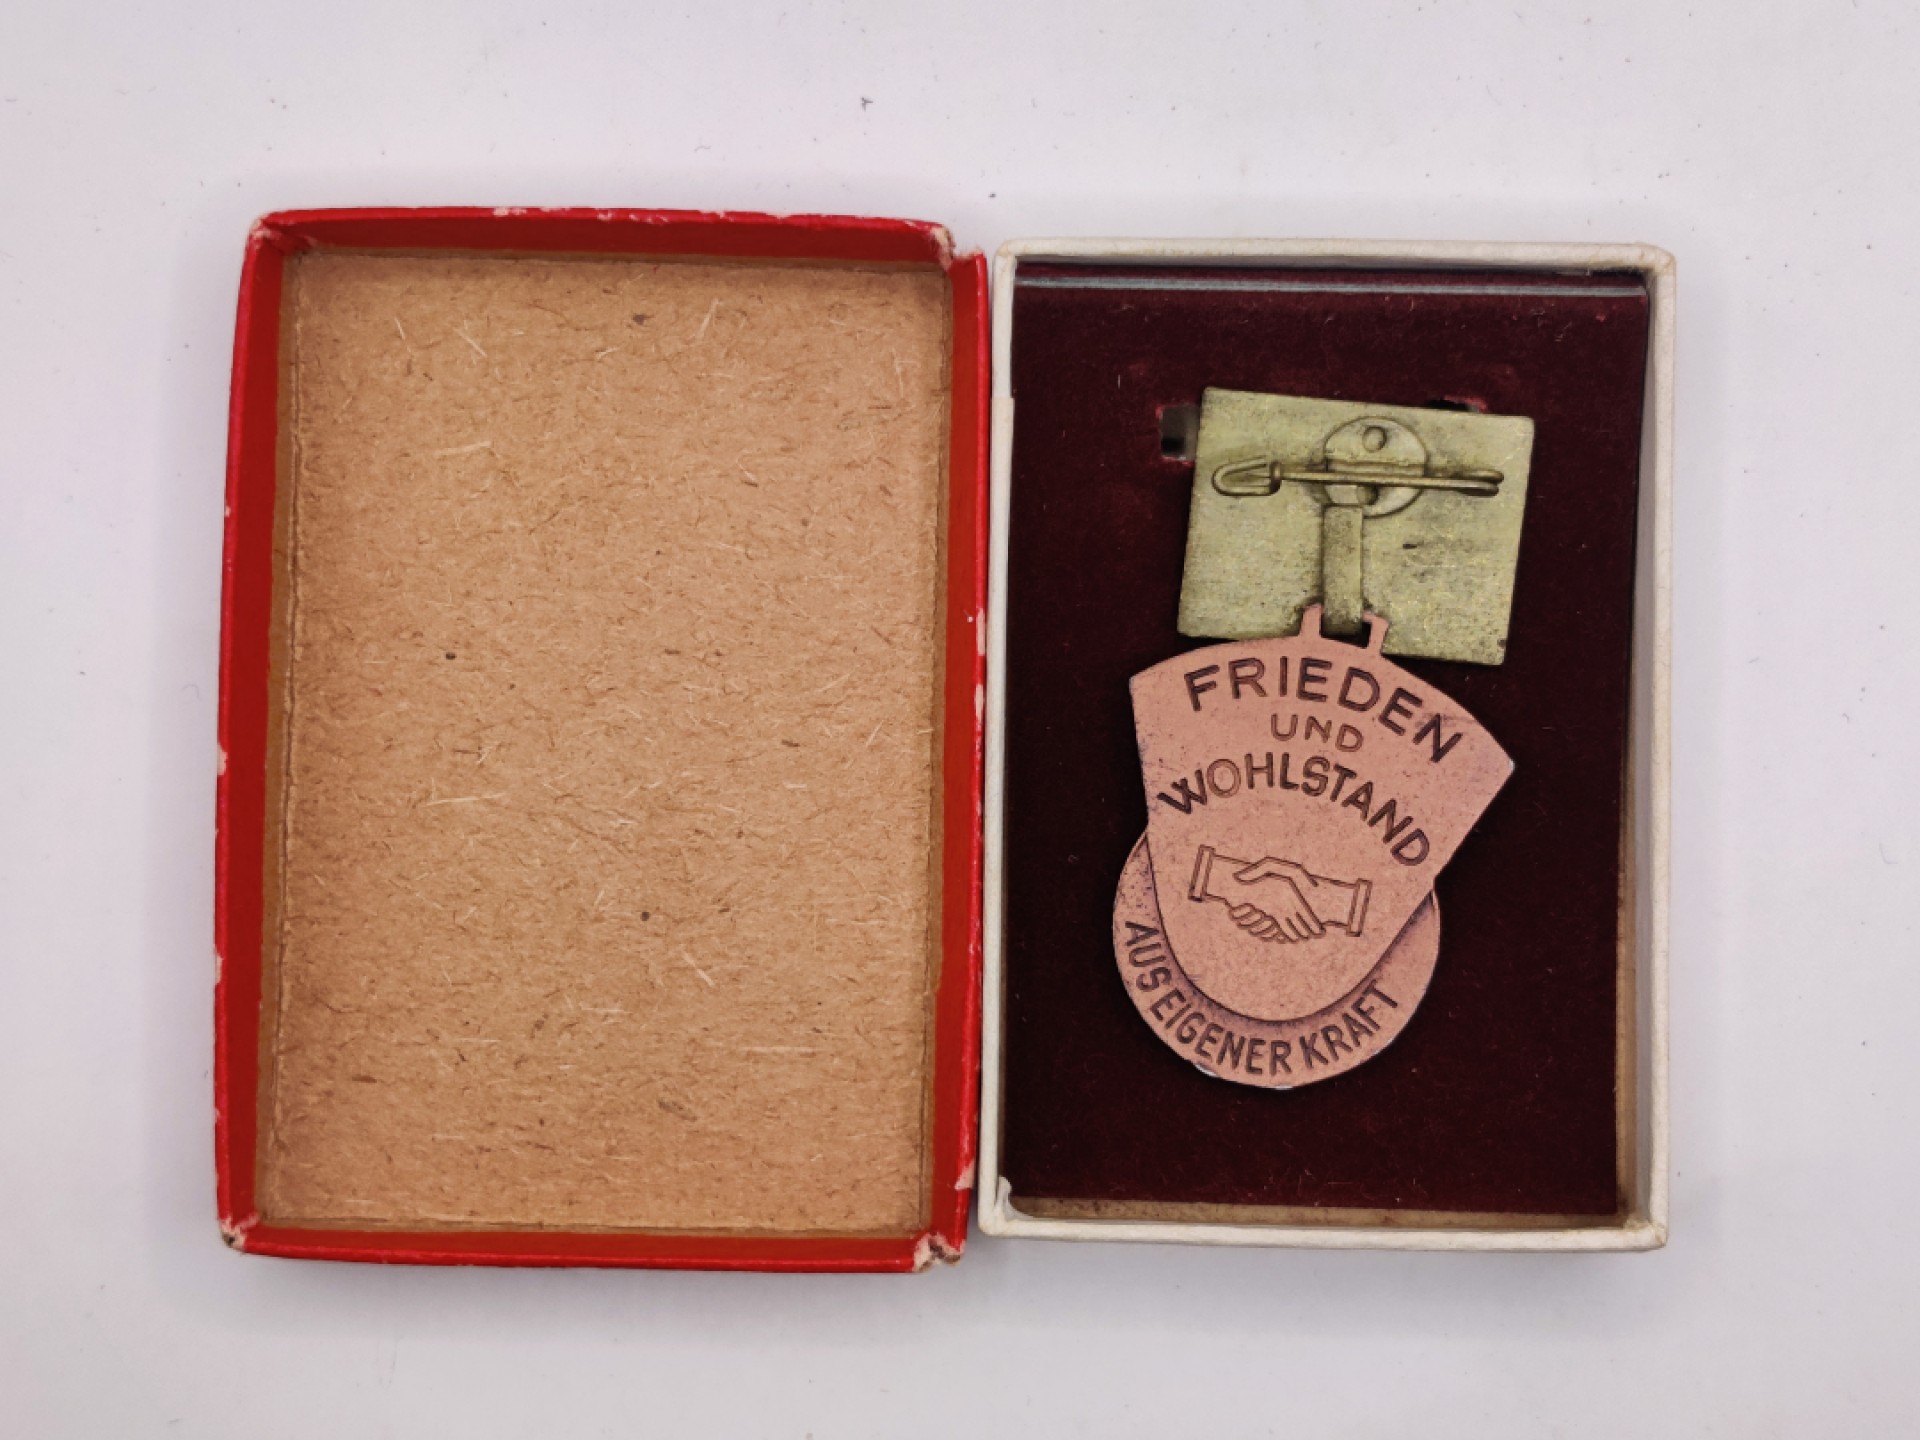 FRIEDEN
UND
WOHLSTAND
AUS EIGENER KRAFT